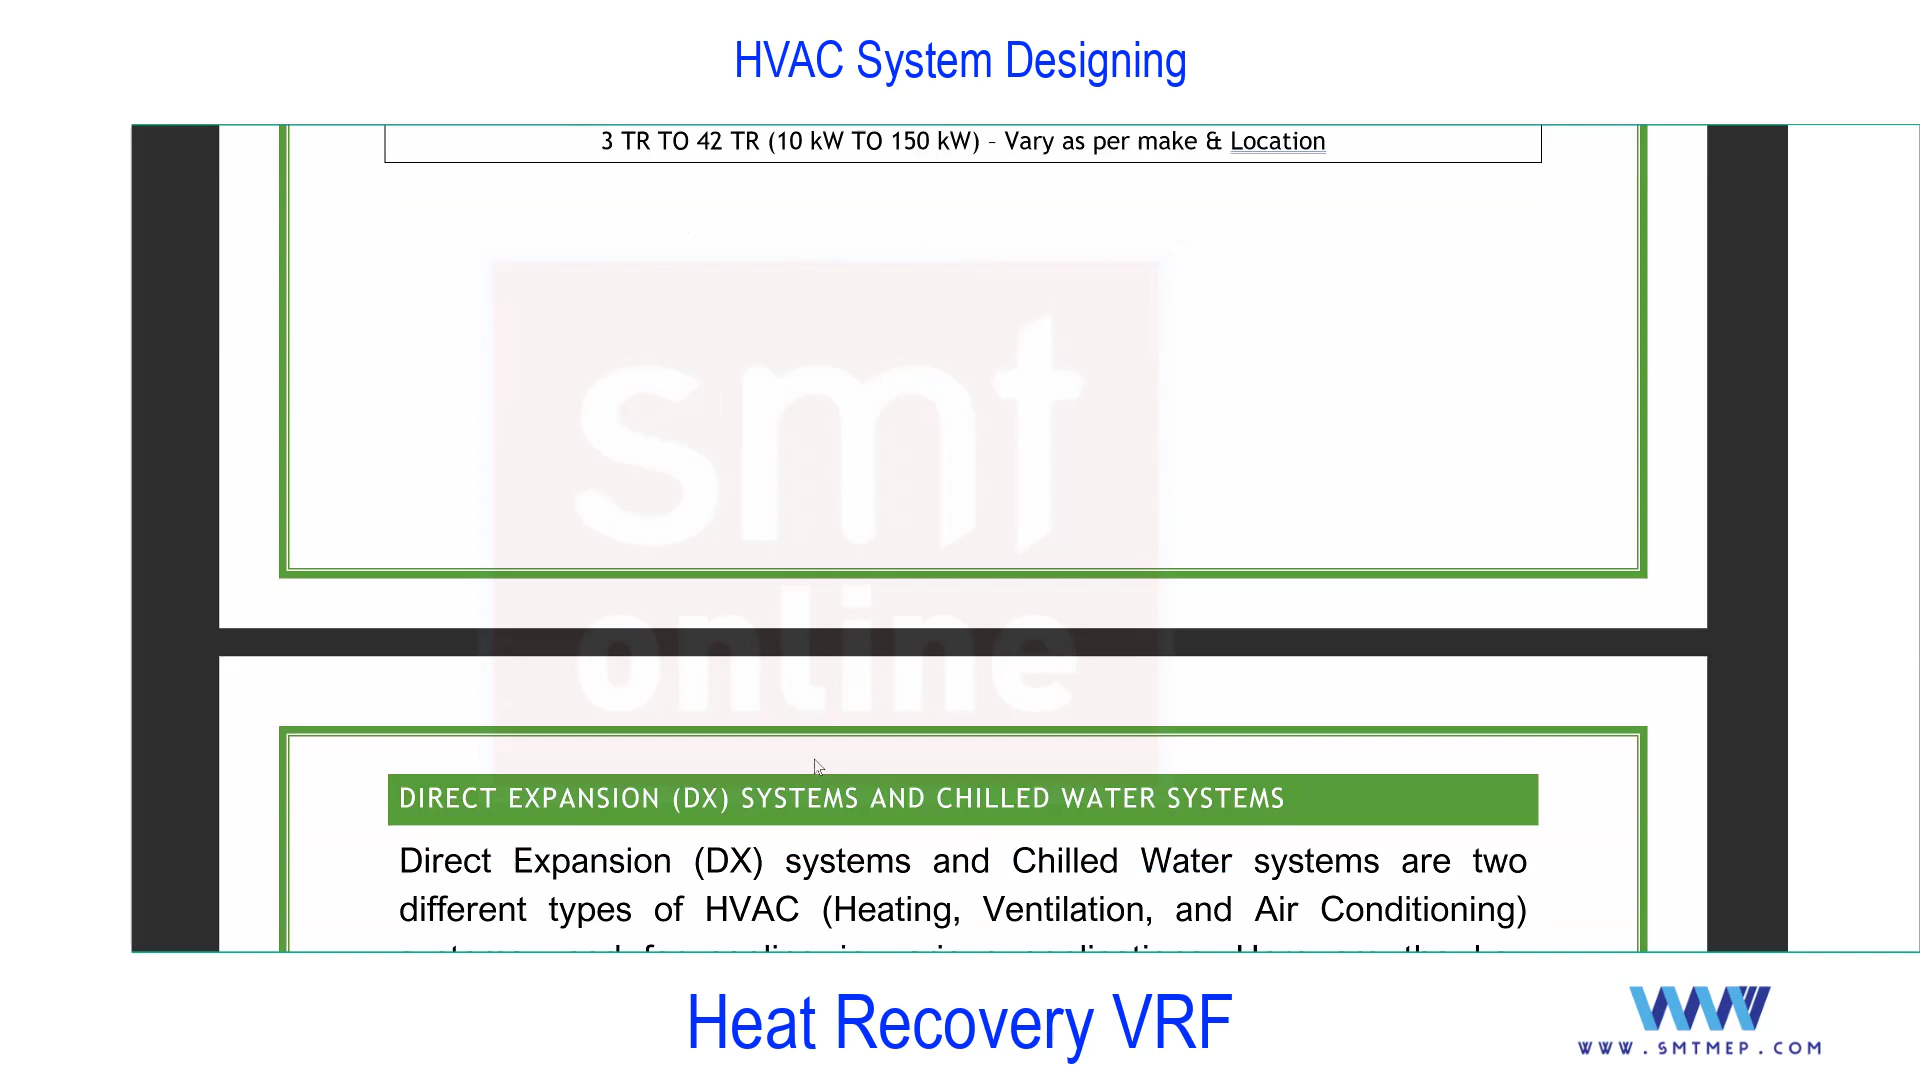 HVAC System Designing
3 TR TO 42 TR (10 kW TO 150 kW) – Vary as per make & Location
smt
online
DIRECT EXPANSION (DX) SYSTEMS AND CHILLED WATER SYSTEMS
Direct Expansion (DX) systems and Chilled Water systems are two
different types of HVAC (Heating, Ventilation, and Air Conditioning)
Heat Recovery VRF
WWW.SMTMEP.COM